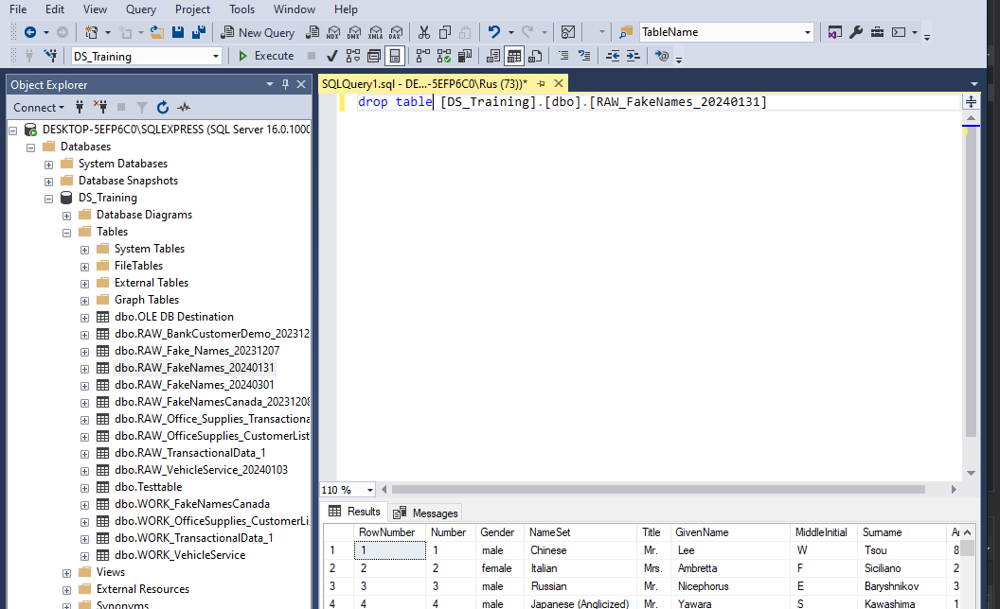 File Edit View Query Project Tools Window Help
New Query MDX DMX XMLA DAX TableName
DS_Training Execute
Object Explorer
Connect
DESKTOP-5EFP6C0\SQLEXPRESS (SQL Server 16.0.1000
Databases
System Databases
Database Snapshots
DS_Training
Database Diagrams
Tables
System Tables
FileTables
External Tables
Graph Tables
dbo.OLE DB Destination
dbo.RAW_BankCustomerDemo_202312
dbo.RAW_Fake_Names_20231207
dbo.RAW_FakeNames_20240131
dbo.RAW_FakeNames_20240301
dbo.RAW_FakeNamesCanada_20231208
dbo.RAW_Office_Supplies_Transactiona
dbo.RAW_OfficeSupplies_CustomerList
dbo.RAW_TransactionalData_1
dbo.RAW_VehicleService_20240103
dbo.Testtable
dbo.WORK_FakeNamesCanada
dbo.WORK_OfficeSupplies_CustomerLi
dbo.WORK_TransactionalData_1
dbo.WORK_VehicleService
Views
External Resources
Synonyms
SQLQuery1.sql - DE...-5EFP6C0\Rus (73))*
drop table [DS_Training].[dbo].[RAW_FakeNames_20240131]
110 %
Results Messages
RowNumber Number Gender NameSet Title GivenName MiddleInitial Surname
1 1 1 male Chinese Mr. Lee W Tsou 8
2 2 2 female Italian Mrs. Ambretta F Siciliano 2
3 3 3 male Russian Mr. Nicephorus E Baryshnikov 3
4 4 4 male Japanese (Anglicized) Mr. Yawara S Kawashima 1